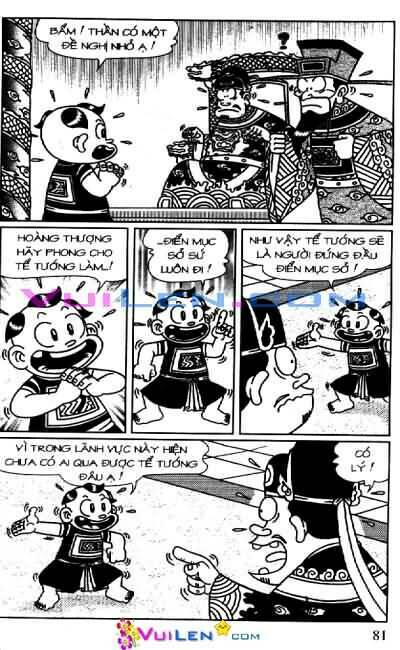 BẨM! THẦN CÓ MỘT
ĐỀ NGHỊ NHỎ Ạ!
?
HOÀNG THƯỢNG
HÃY PHONG CHO
TỂ TƯỚNG LÀM...!
...ĐIỂN MỤC
SỞ SỨ
LUÔN ĐI!
NHƯ VẬY TỂ TƯỚNG SẼ
LÀ NGƯỜI ĐỨNG ĐẦU
ĐIỂN MỤC SỞ!
VUILEN.COM
VÌ TRONG LÃNH VỰC NÀY HIỆN
CHƯA CÓ AI QUA ĐƯỢC TỂ TƯỚNG
ĐÂU Ạ!
CÓ
LÝ!
81
VUILEN.COM